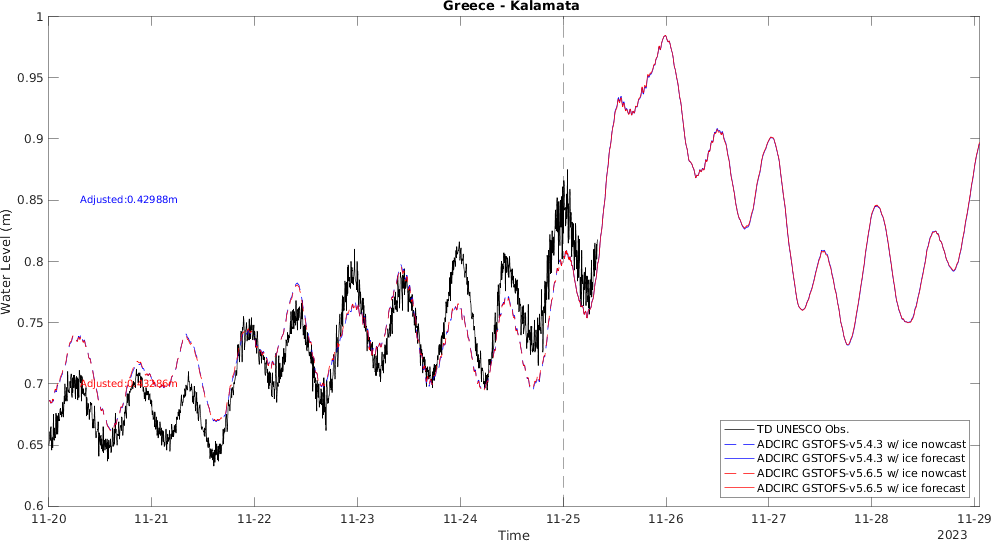 Greece - Kalamata
1
0.95
0.9
0.85
0.8
0.75
0.7
0.65
0.6
Water Level (m)
Adjusted:0.42988m
Adjusted:0.43286m
TD UNESCO Obs.
ADCIRC GSTOFS-v5.4.3 w/ ice nowcast
ADCIRC GSTOFS-v5.4.3 w/ ice forecast
ADCIRC GSTOFS-v5.6.5 w/ ice nowcast
ADCIRC GSTOFS-v5.6.5 w/ ice forecast
11-20 11-21 11-22 11-23 11-24 11-25 11-26 11-27 11-28 11-29
Time
2023